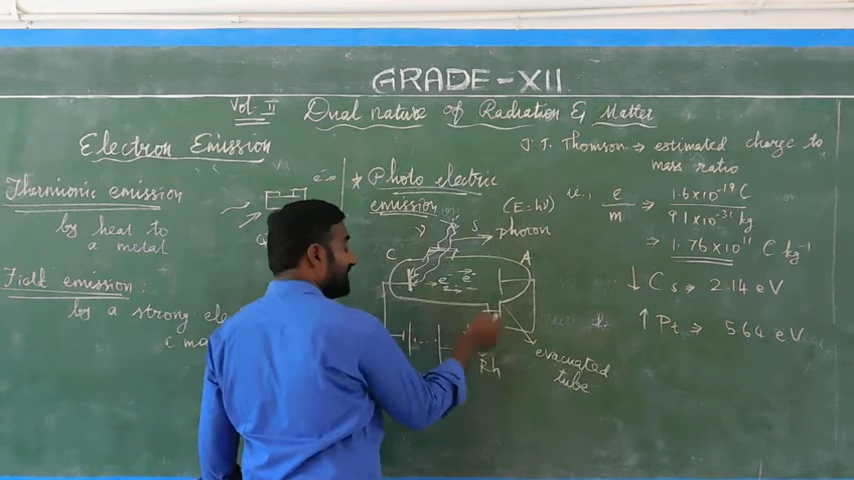 GRADE-XII
Vol-II Dual nature of Radiation & Matter
Electron Emission
Thermionic emission
by heat to
a metal
Field emission:
by a strong
e-
* Photo electric
emission
(E=hν)
ν
S
photon
C
A
e- e-
Rh
evacuated
tube
J.J. Thomson → estimated charge to
mass ratio
i.e., e/m → 1.6×10-19 C / 9.1×10-31 kg
⇒ 1.76×10^11 C kg-1
↓ Cs ⇒ 2.14 eV
↑ Pt ⇒ 5.64 eV